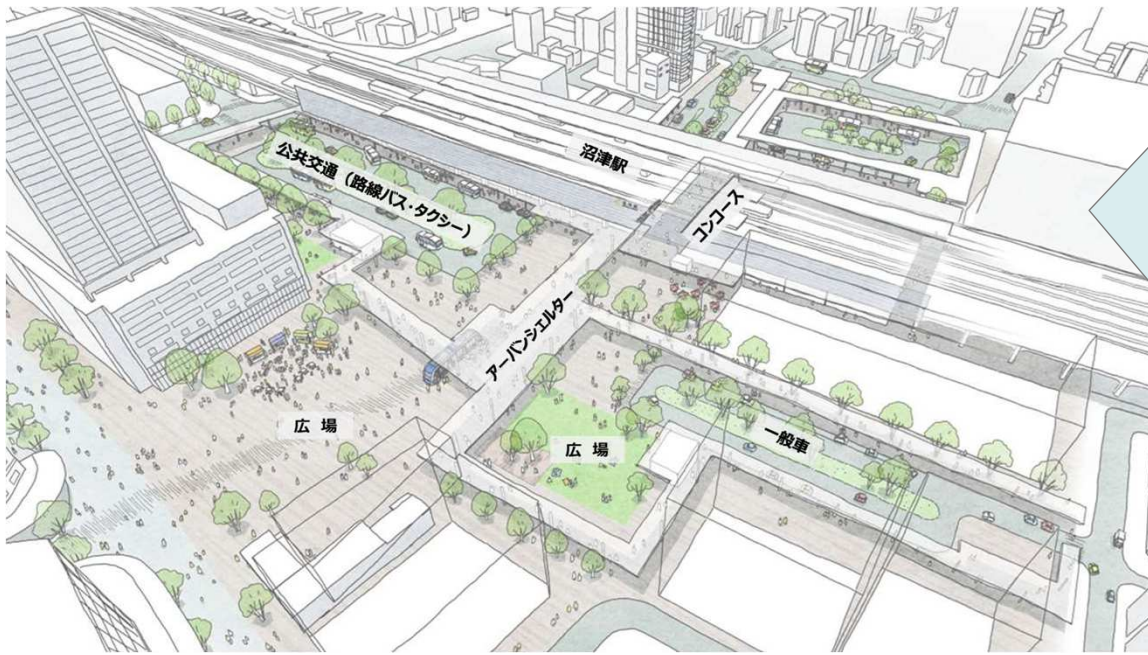 沼津駅
公共交通（路線バス・タクシー）
コンコース
アーバンシェルター
広 場
広 場
一般車